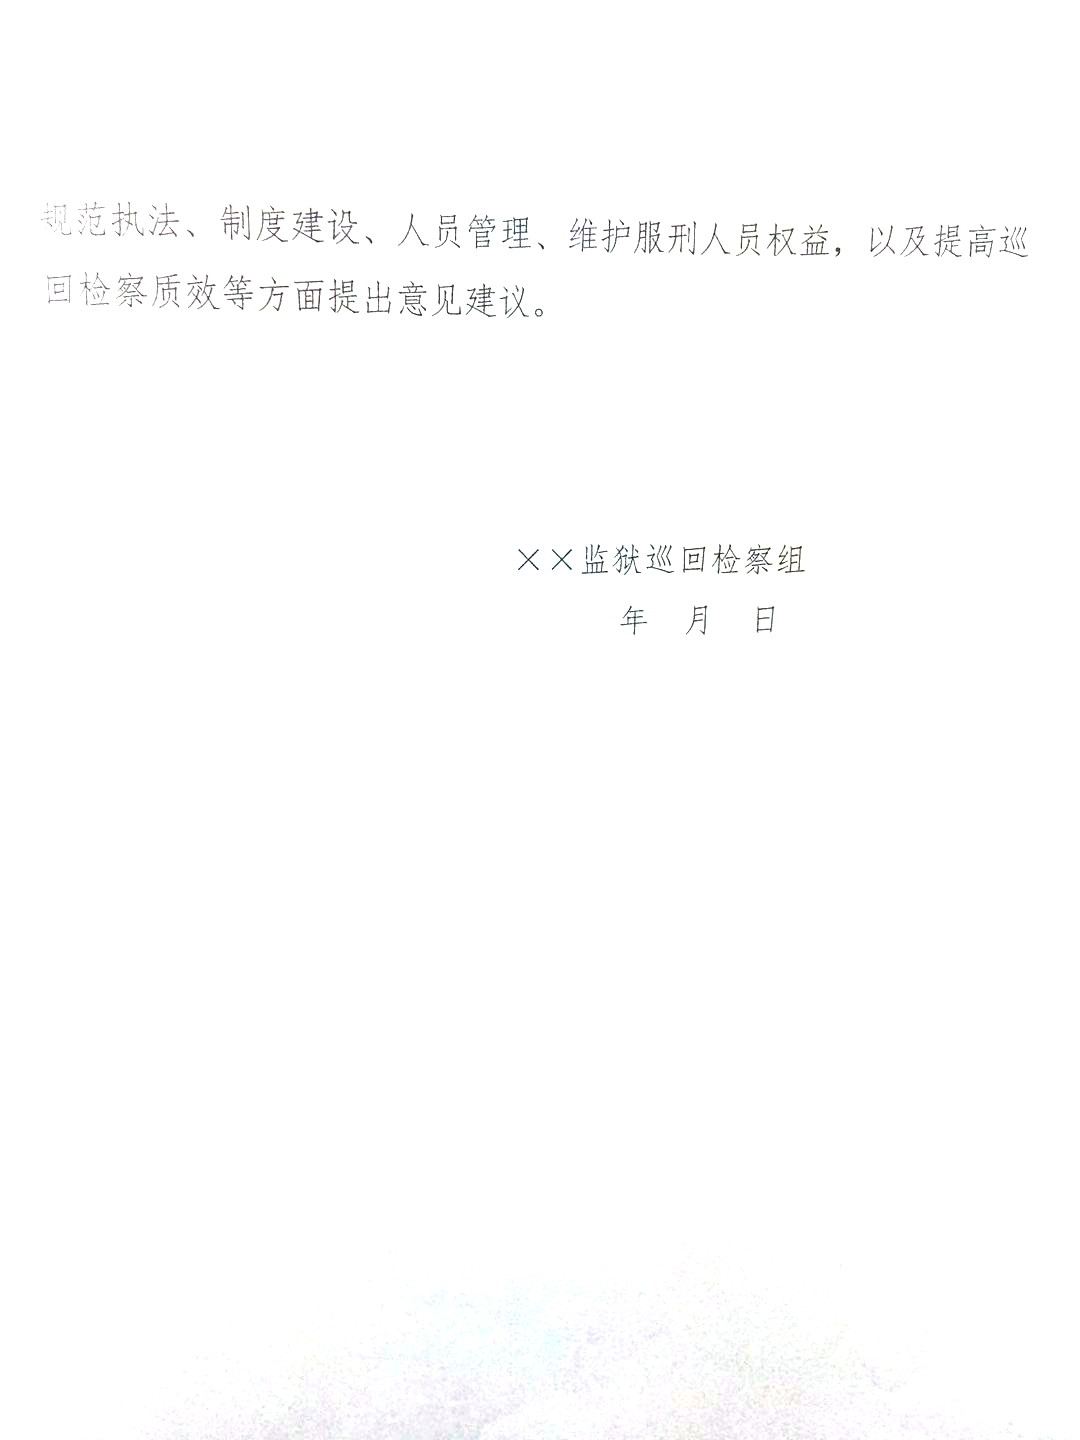 规范执法、制度建设、人员管理、维护服刑人员权益，以及提高巡
回检察质效等方面提出意见建议。
××监狱巡回检察组
年 月 日